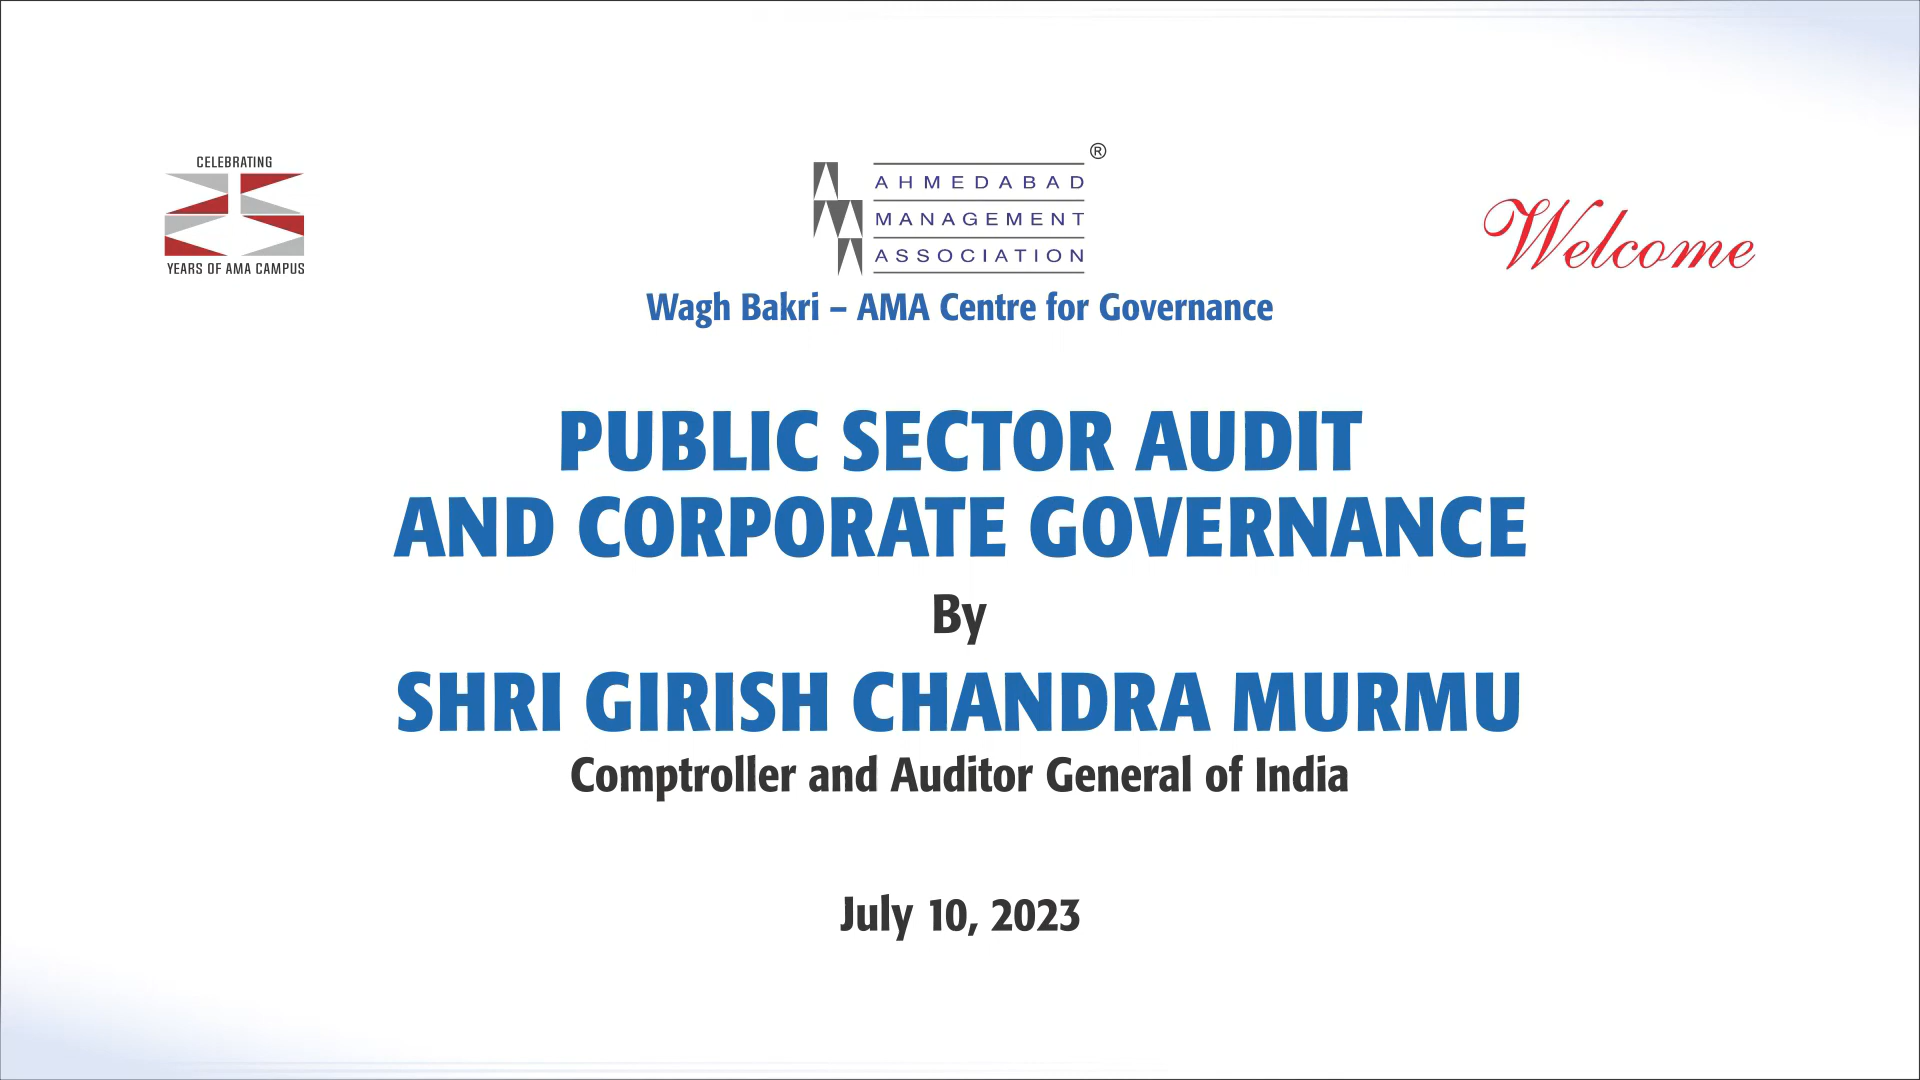 CELEBRATING
YEARS OF AMA CAMPUS
AMA
AHMEDABAD
MANAGEMENT
ASSOCIATION
®
Welcome
Wagh Bakri – AMA Centre for Governance
PUBLIC SECTOR AUDIT
AND CORPORATE GOVERNANCE
By
SHRI GIRISH CHANDRA MURMU
Comptroller and Auditor General of India
July 10, 2023